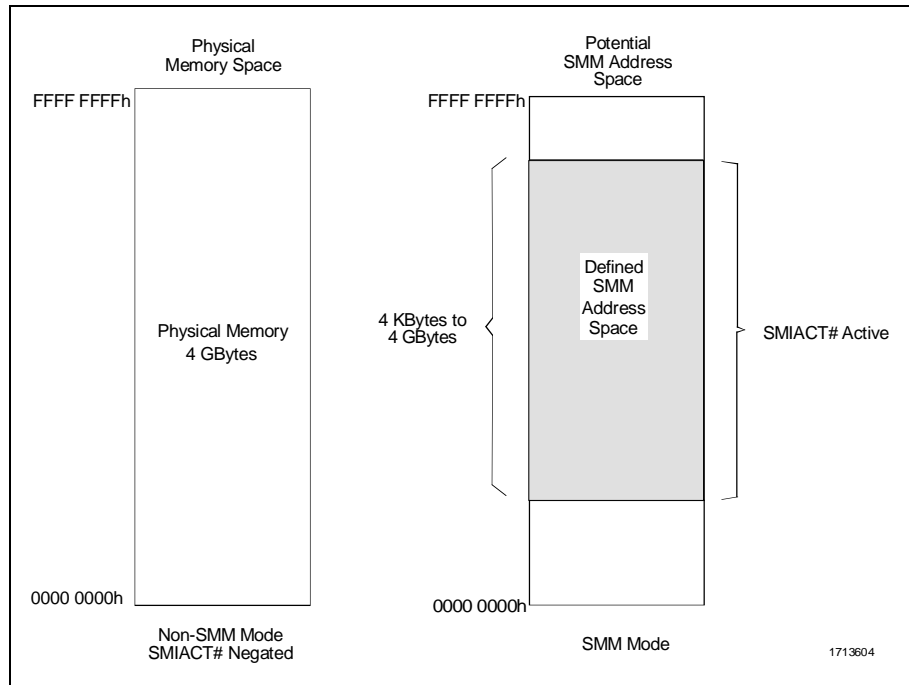 Physical
Memory Space
FFFF FFFFh
Physical Memory
4 GBytes
0000 0000h
Non-SMM Mode
SMIACT# Negated
Potential
SMM Address
Space
FFFF FFFFh
4 KBytes to
4 GBytes
Defined
SMM
Address
Space
SMIACT# Active
0000 0000h
SMM Mode
1713604